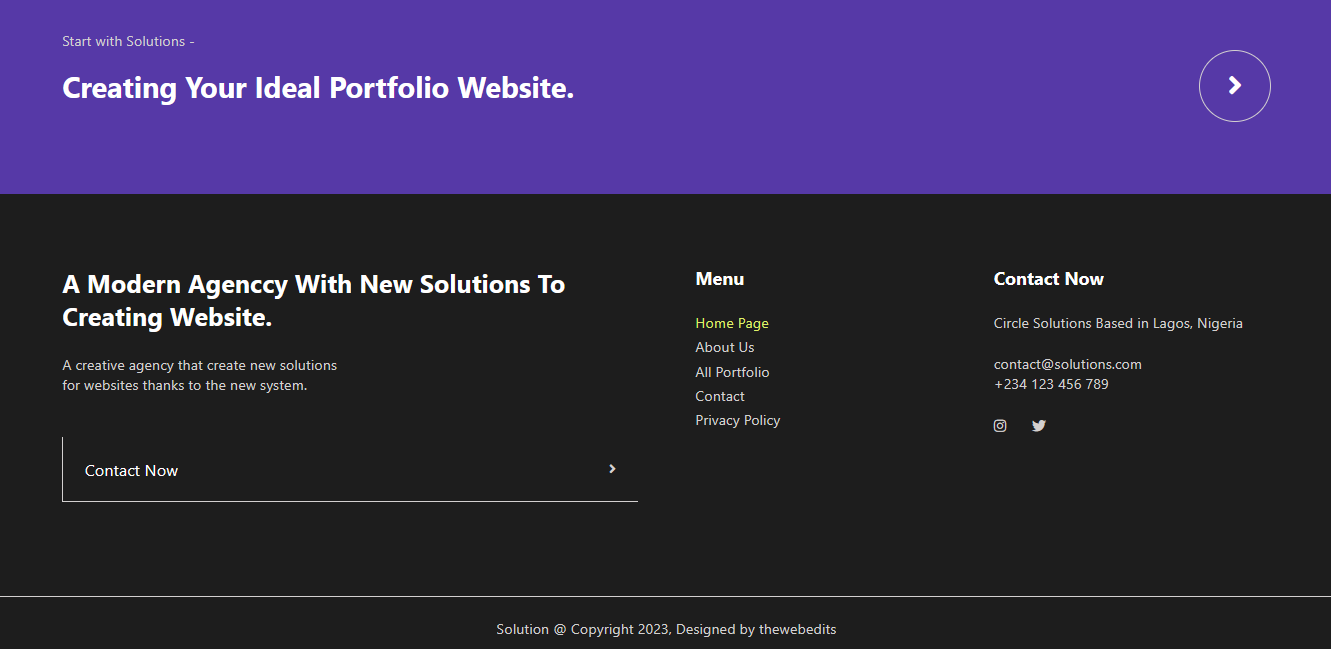 Start with Solutions -
Creating Your Ideal Portfolio Website.
A Modern Agenccy With New Solutions To
Creating Website.
A creative agency that create new solutions
for websites thanks to the new system.
Contact Now
Menu
Home Page
About Us
All Portfolio
Contact
Privacy Policy
Contact Now
Circle Solutions Based in Lagos, Nigeria
contact@solutions.com
+234 123 456 789
Solution @ Copyright 2023, Designed by thewebedits